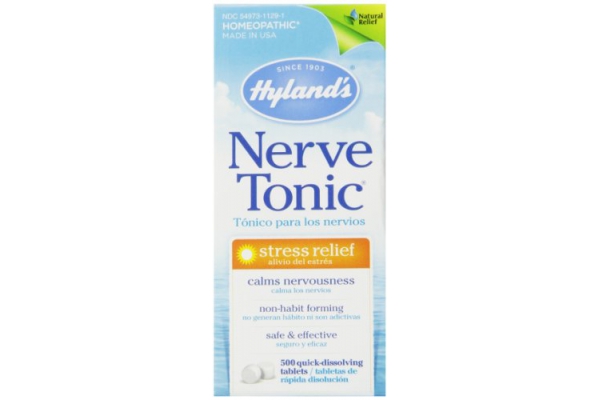 NDC 54973-1129-1
HOMEOPATHIC*
MADE IN USA
Natural
Relief
SINCE 1903
Hyland's
Nerve
Tonic®
Tónico para los nervios
stress relief
alivio del estrés
calms nervousness
calma los nervios
non-habit forming
no generan hábito ni son adictivas
safe & effective
seguro y eficaz
500 quick-dissolving
tablets / tabletas de
rápida disolución